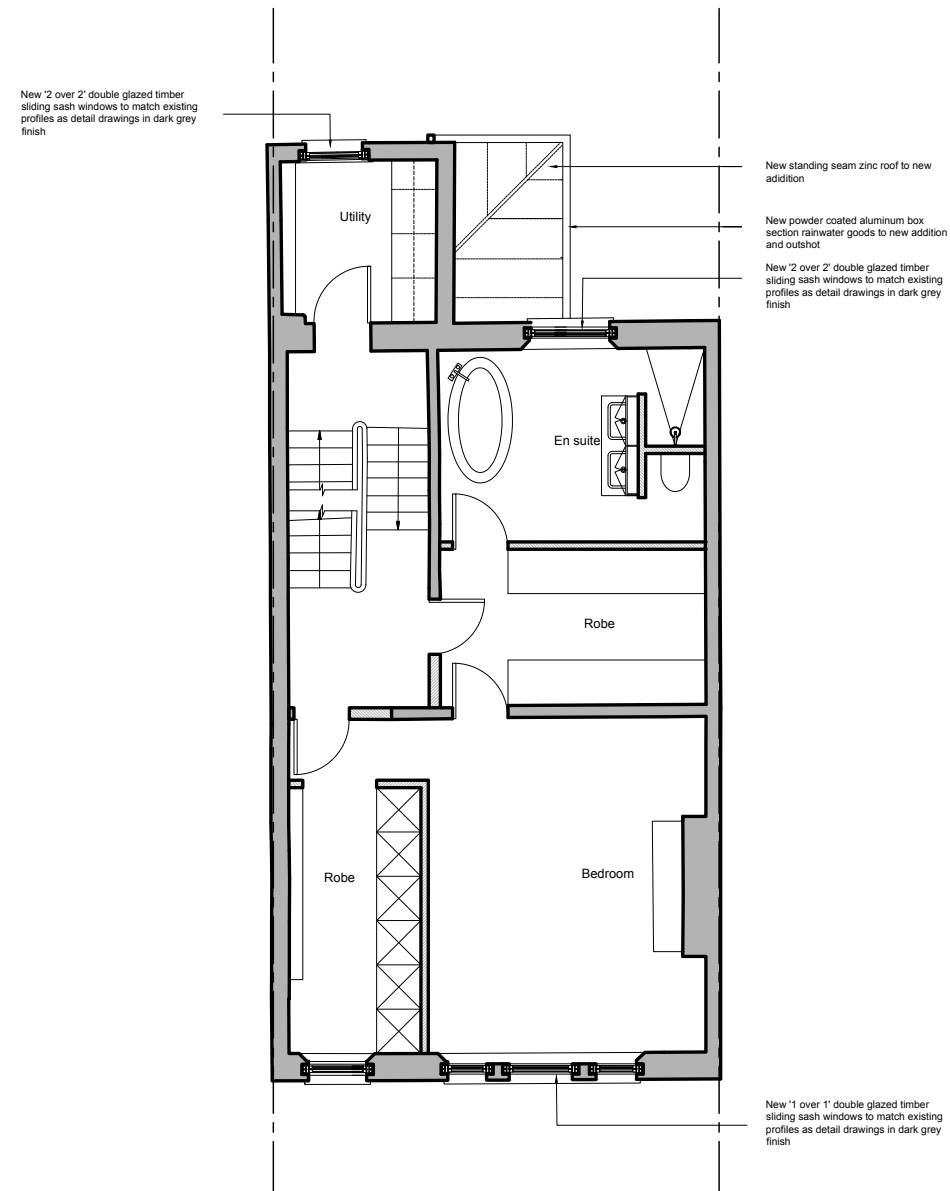 New '2 over 2' double glazed timber
sliding sash windows to match existing
profiles as detail drawings in dark grey
finish
New standing seam zinc roof to new
adidition
Utility
New powder coated aluminum box
section rainwater goods to new addition
and outshot
New '2 over 2' double glazed timber
sliding sash windows to match existing
profiles as detail drawings in dark grey
finish
En suite
Robe
Robe
Bedroom
New '1 over 1' double glazed timber
sliding sash windows to match existing
profiles as detail drawings in dark grey
finish